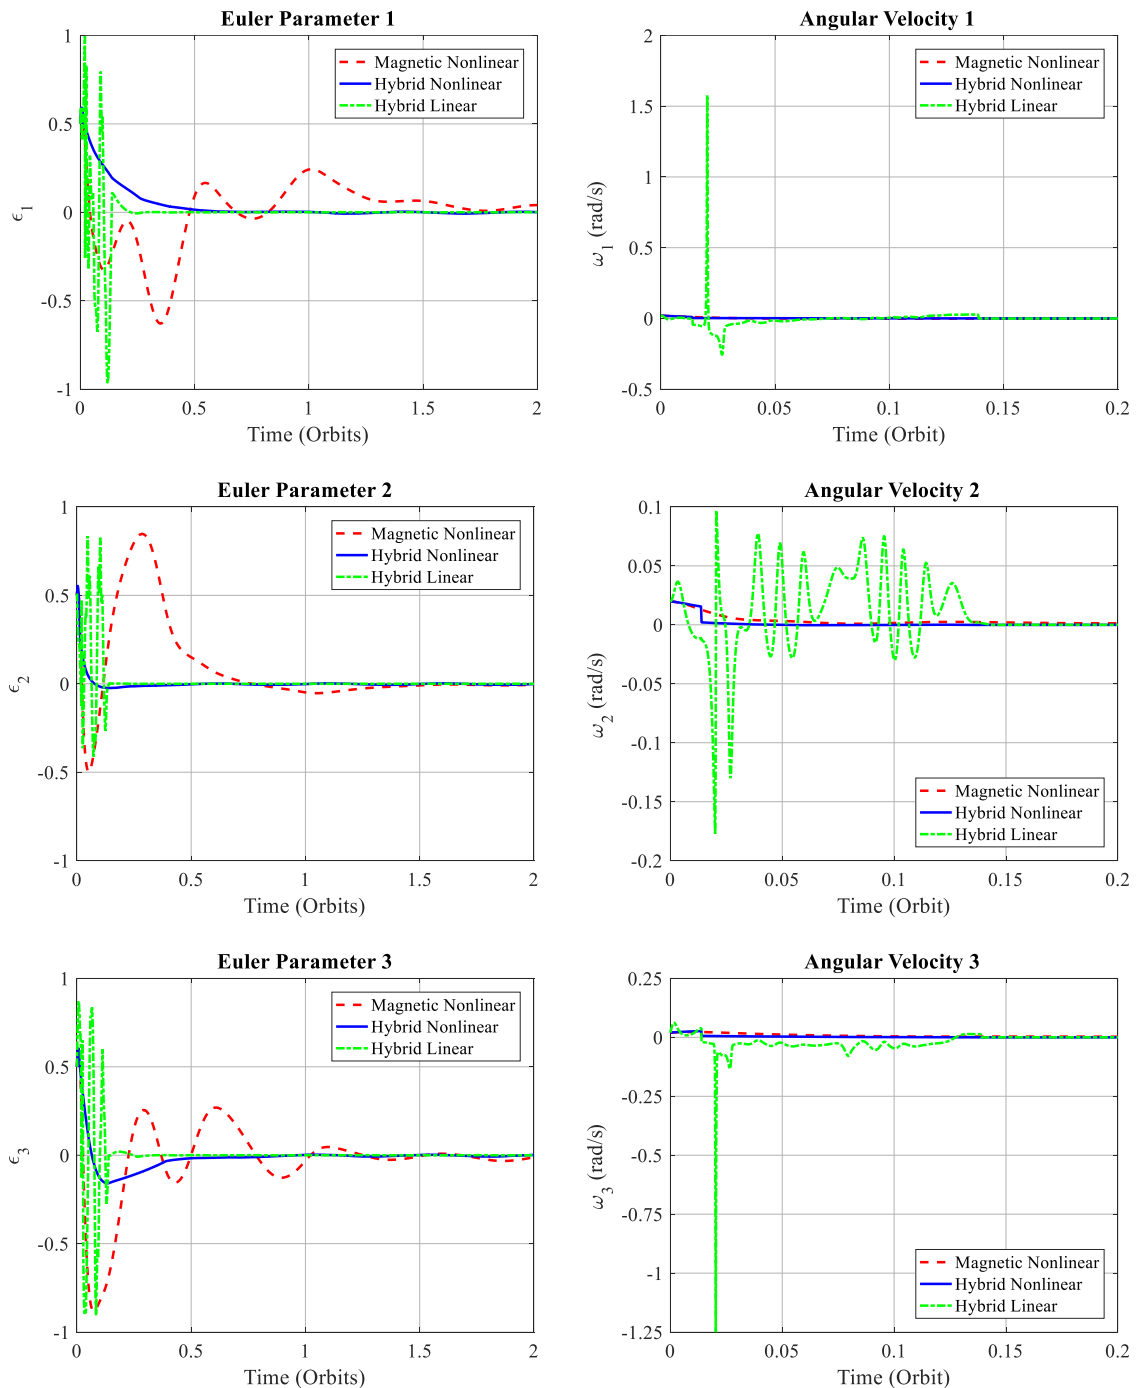 Euler Parameter 1
1
0.5
0
-0.5
-1
ϵ1
0
0.5
1
1.5
2
Time (Orbits)
Magnetic Nonlinear
Hybrid Nonlinear
Hybrid Linear
Angular Velocity 1
2
1.5
1
0.5
0
-0.5
ω1 (rad/s)
0
0.05
0.1
0.15
0.2
Time (Orbit)
Magnetic Nonlinear
Hybrid Nonlinear
Hybrid Linear
Euler Parameter 2
1
0.5
0
-0.5
-1
ϵ2
0
0.5
1
1.5
2
Time (Orbits)
Magnetic Nonlinear
Hybrid Nonlinear
Hybrid Linear
Angular Velocity 2
0.1
0.05
0
-0.05
-0.1
-0.15
-0.2
ω2 (rad/s)
0
0.05
0.1
0.15
0.2
Time (Orbit)
Magnetic Nonlinear
Hybrid Nonlinear
Hybrid Linear
Euler Parameter 3
1
0.5
0
-0.5
-1
ϵ3
0
0.5
1
1.5
2
Time (Orbits)
Magnetic Nonlinear
Hybrid Nonlinear
Hybrid Linear
Angular Velocity 3
0.25
0
-0.25
-0.5
-0.75
-1
-1.25
ω3 (rad/s)
0
0.05
0.1
0.15
0.2
Time (Orbit)
Magnetic Nonlinear
Hybrid Nonlinear
Hybrid Linear